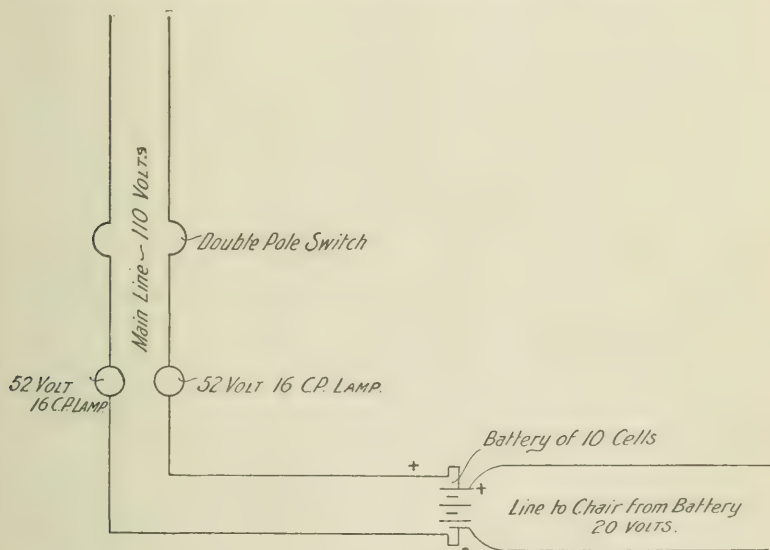 Main Line - 110 VOLTS
Double Pole Switch
52 VOLT
16 C.P. LAMP.
52 VOLT 16 C.P. LAMP.
Battery of 10 Cells
+
+
Line to Chair from Battery
20 VOLTS.
-